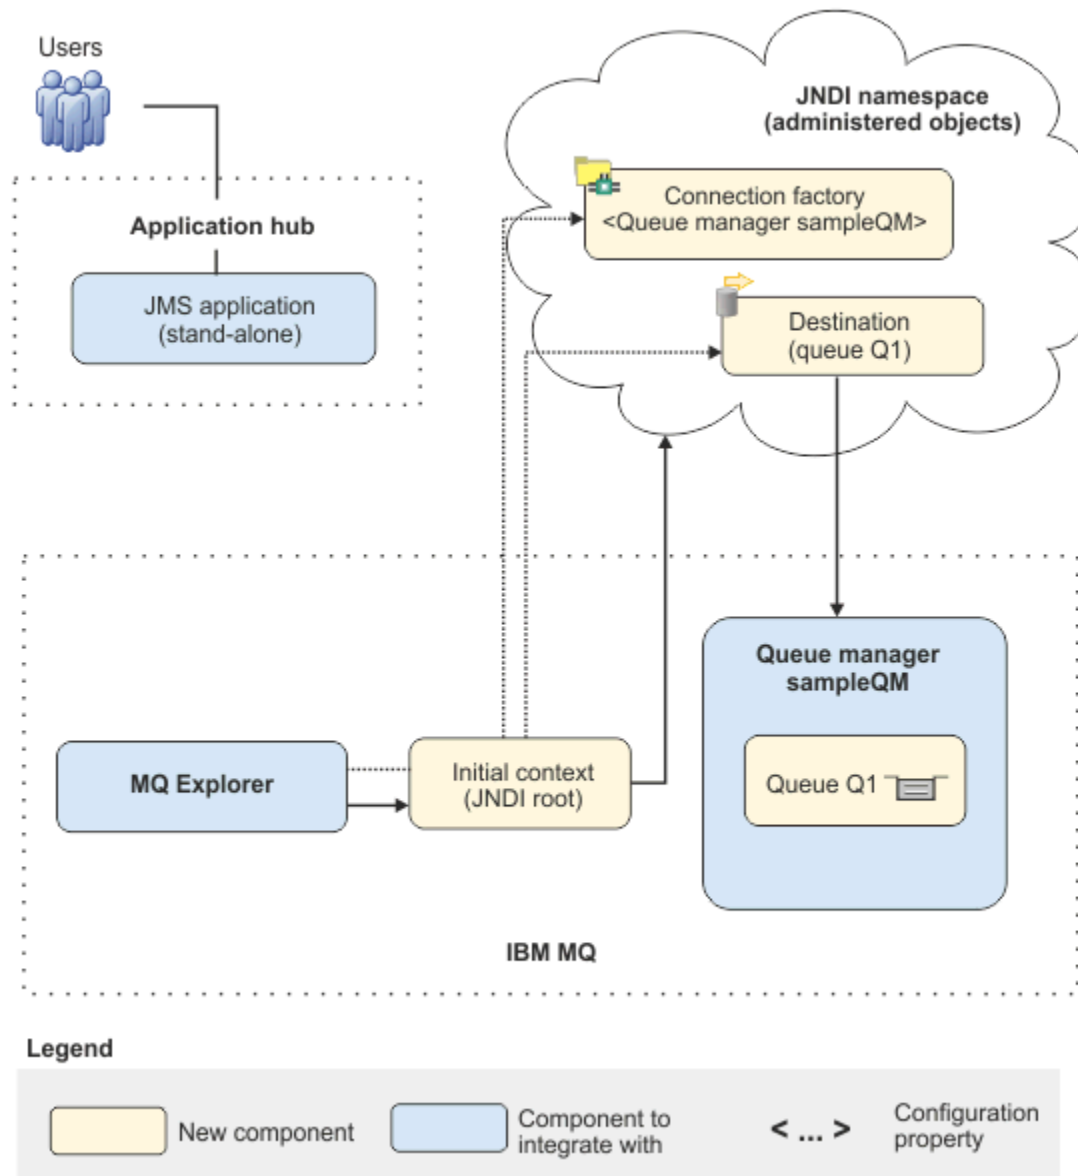 Users
JNDI namespace
(administered objects)
Connection factory
<Queue manager sampleQM>
Application hub
JMS application
(stand-alone)
Destination
(queue Q1)
Queue manager
sampleQM
MQ Explorer
Initial context
(JNDI root)
Queue Q1
IBM MQ
Legend
New component
Component to
integrate with
< ... >
Configuration
property